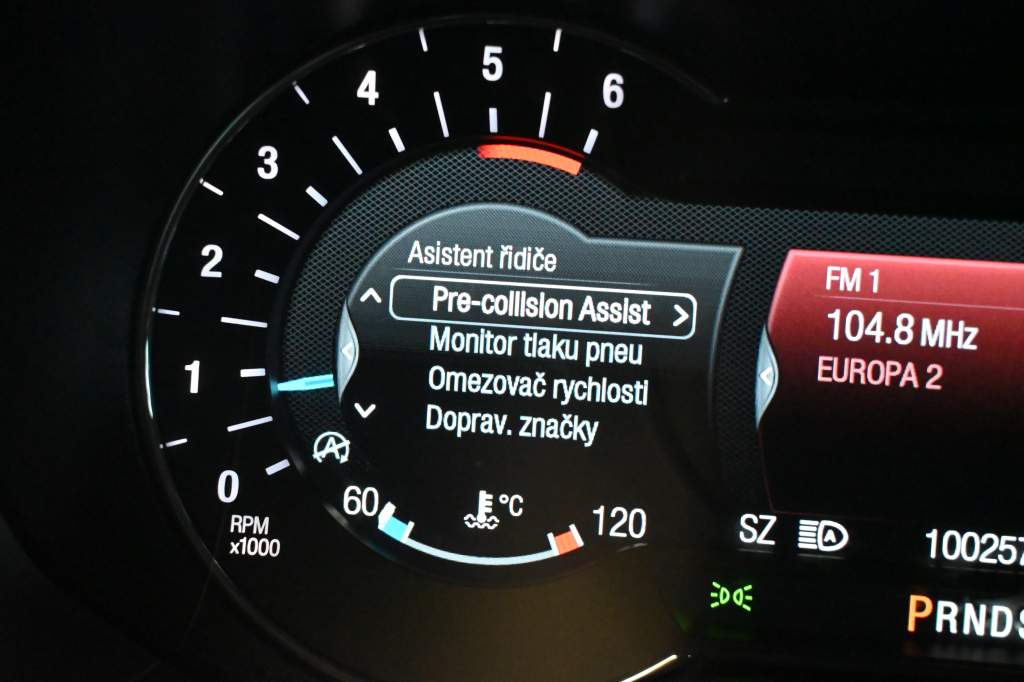 5
4
6
3
2
1
0
RPM
x1000
Asistent řidiče
Pre-collision Assist
Monitor tlaku pneu
Omezovač rychlosti
Doprav. značky
60
°C
120
FM 1
104.8 MHz
EUROPA 2
SZ
A
100257
PRNDS